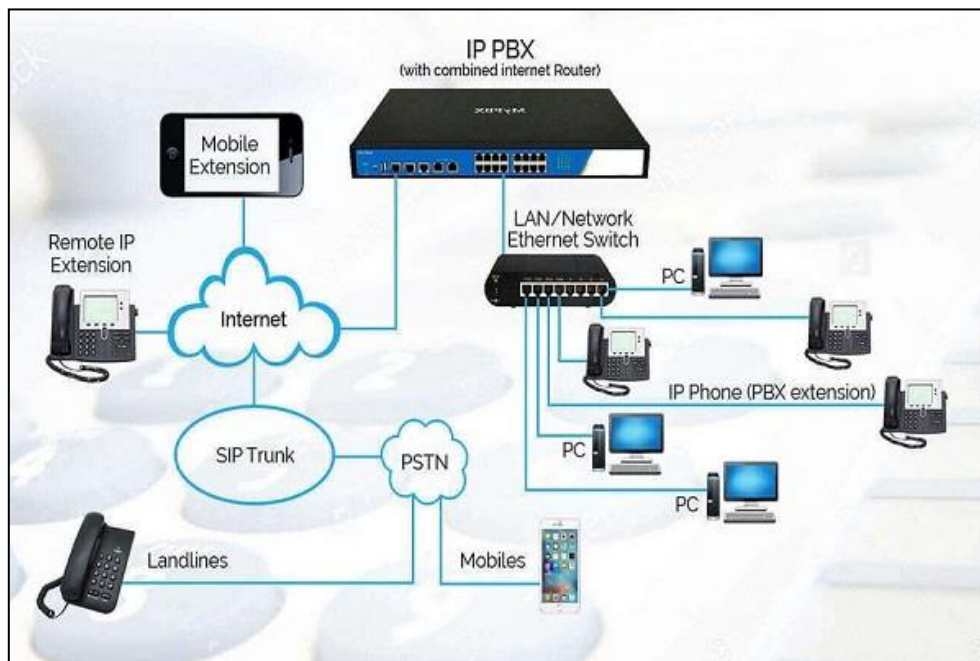 IP PBX
(with combined internet Router)
Mobile
Extension
LAN/Network
Ethernet Switch
Remote IP
Extension
PC
Internet
IP Phone (PBX extension)
PC
SIP Trunk
PSTN
PC
Landlines
Mobiles